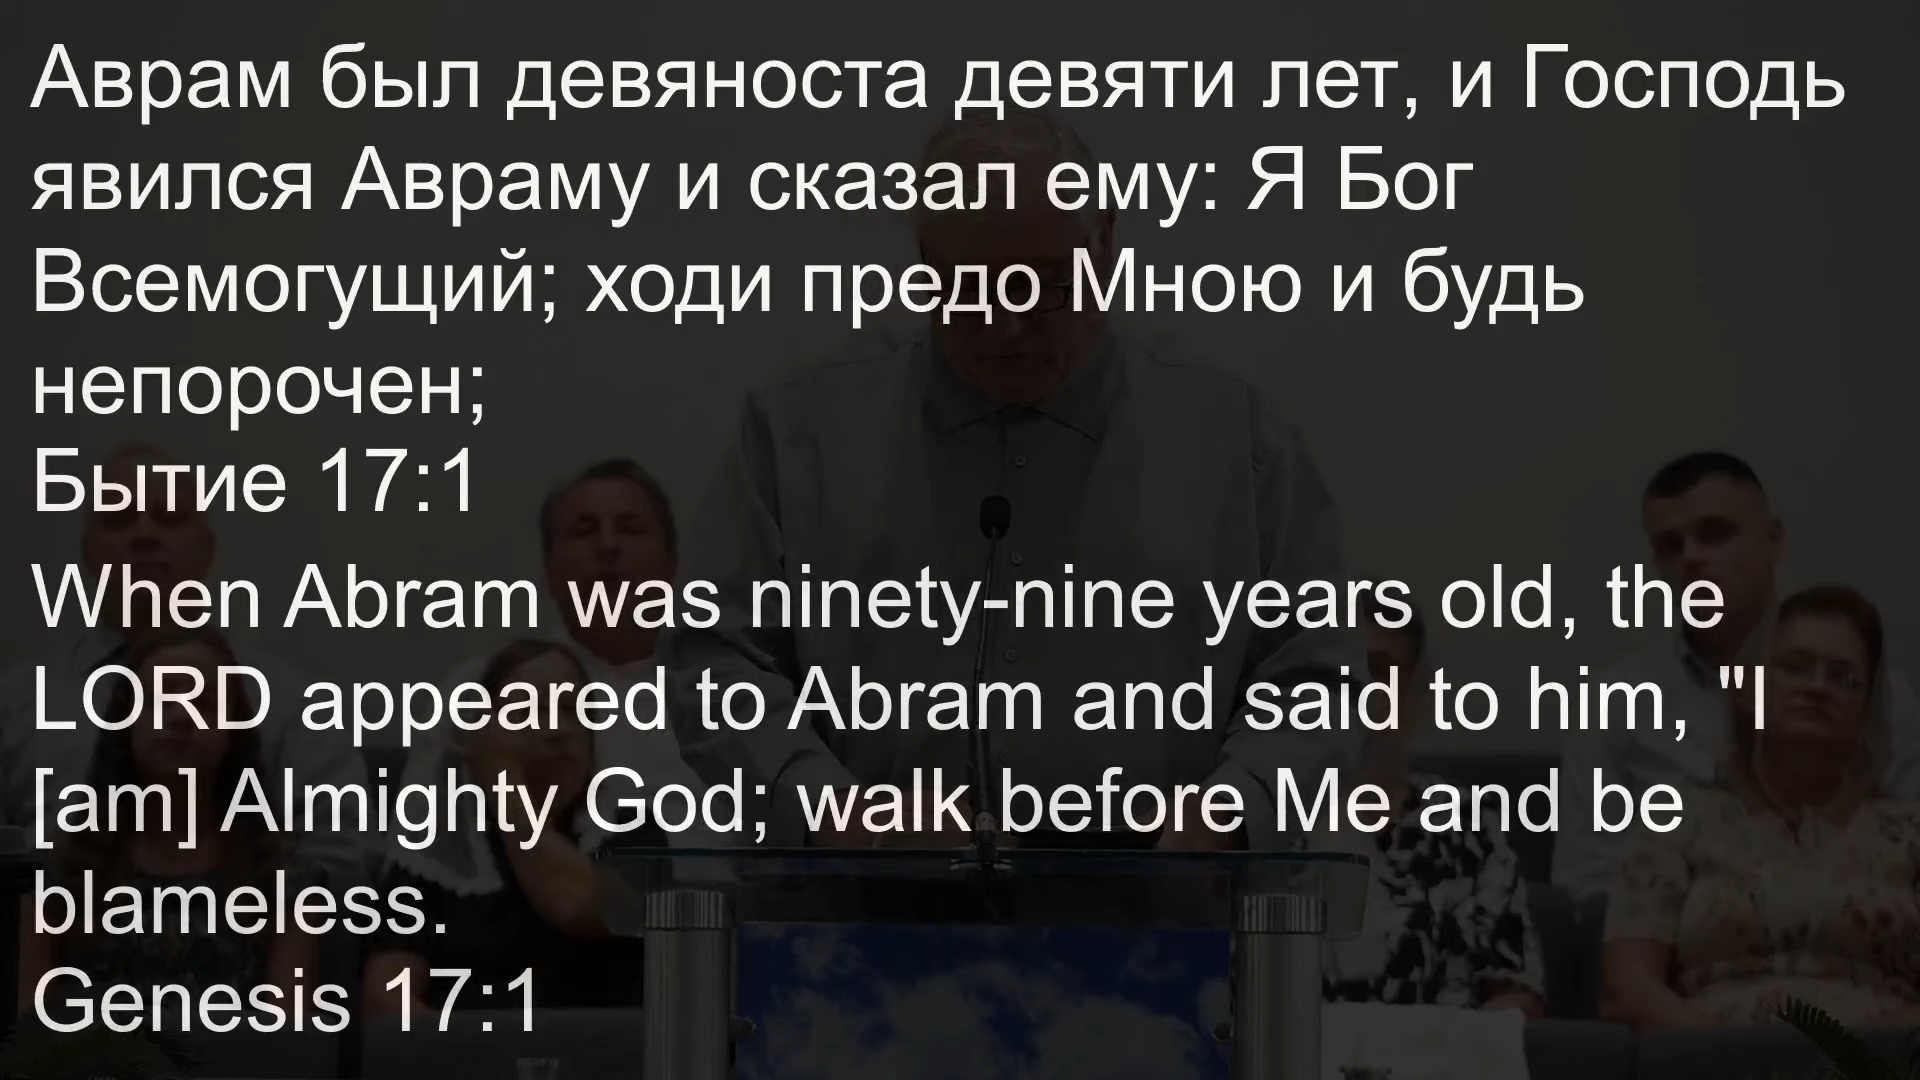 Аврам был девяноста девяти лет, и Господь
явился Авраму и сказал ему: Я Бог
Всемогущий; ходи предо Мною и будь
непорочен;
Бытие 17:1
When Abram was ninety-nine years old, the
LORD appeared to Abram and said to him, "I
[am] Almighty God; walk before Me and be
blameless.
Genesis 17:1